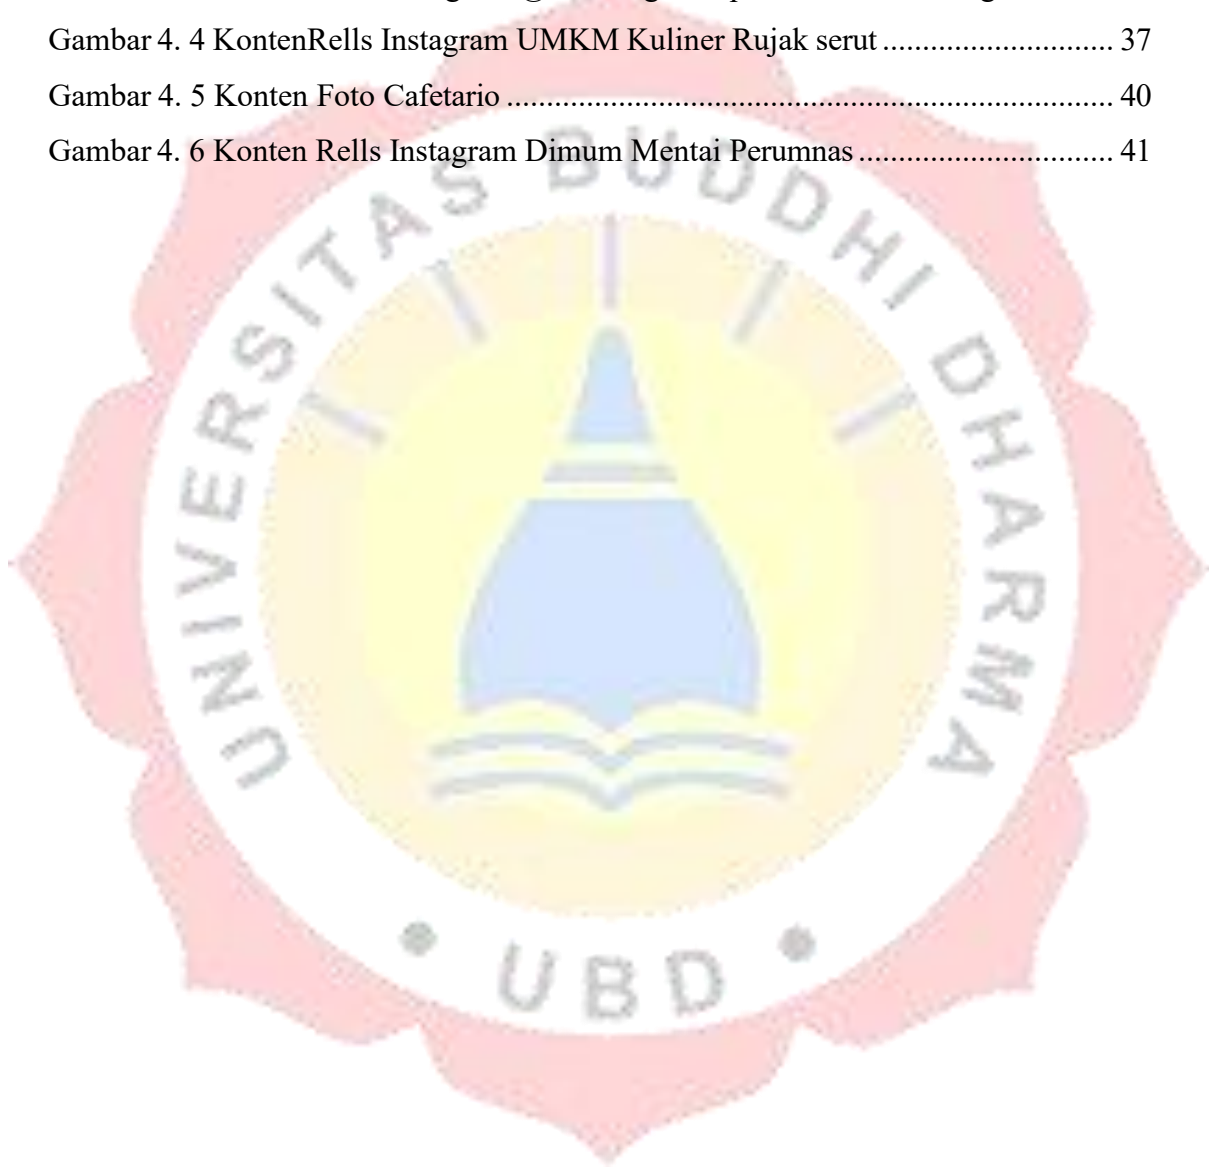 Gambar 4. 4 KontenRells Instagram UMKM Kuliner Rujak serut ............................. 37
Gambar 4. 5 Konten Foto Cafetario ............................................................................. 40
Gambar 4. 6 Konten Rells Instagram Dimum Mentai Perumnas ................................ 41
UNIVERSITAS BUDDHI DHARMA
• UBD •